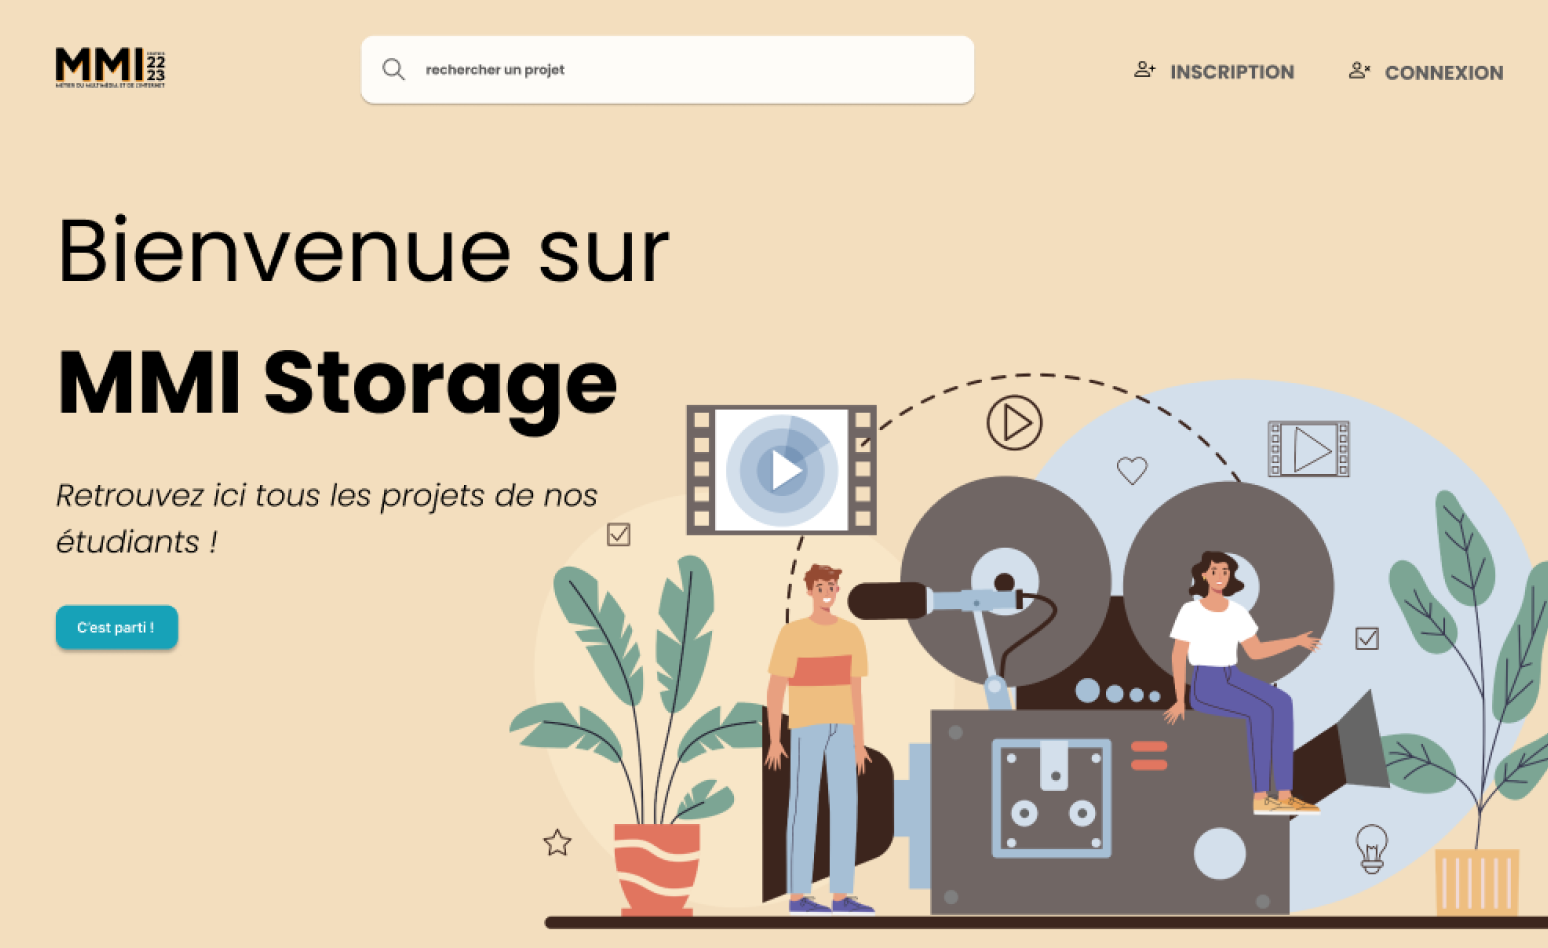 MMI
22
23
MÉTIER DU MULTIMÉDIA ET DE L'INTERNET
rechercher un projet
INSCRIPTION
CONNEXION
Bienvenue sur
MMI Storage
Retrouvez ici tous les projets de nos
étudiants !
C'est parti !